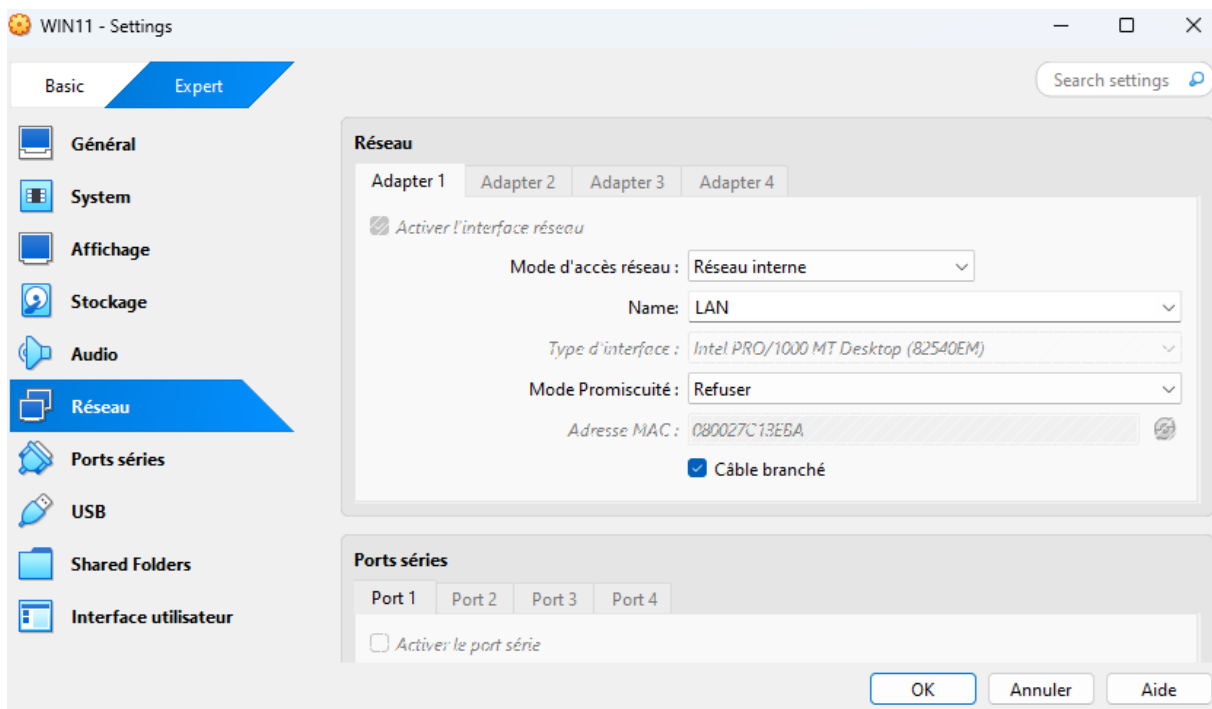 WIN11 - Settings
Basic
Expert
Search settings
Général
System
Affichage
Stockage
Audio
Réseau
Ports séries
USB
Shared Folders
Interface utilisateur
Réseau
Adapter 1
Adapter 2
Adapter 3
Adapter 4
Activer l'interface réseau
Mode d'accès réseau : Réseau interne
Name: LAN
Type d'interface : Intel PRO/1000 MT Desktop (82540EM)
Mode Promiscuité : Refuser
Adresse MAC : 080027C13EBA
Câble branché
Ports séries
Port 1
Port 2
Port 3
Port 4
Activer le port série
OK
Annuler
Aide